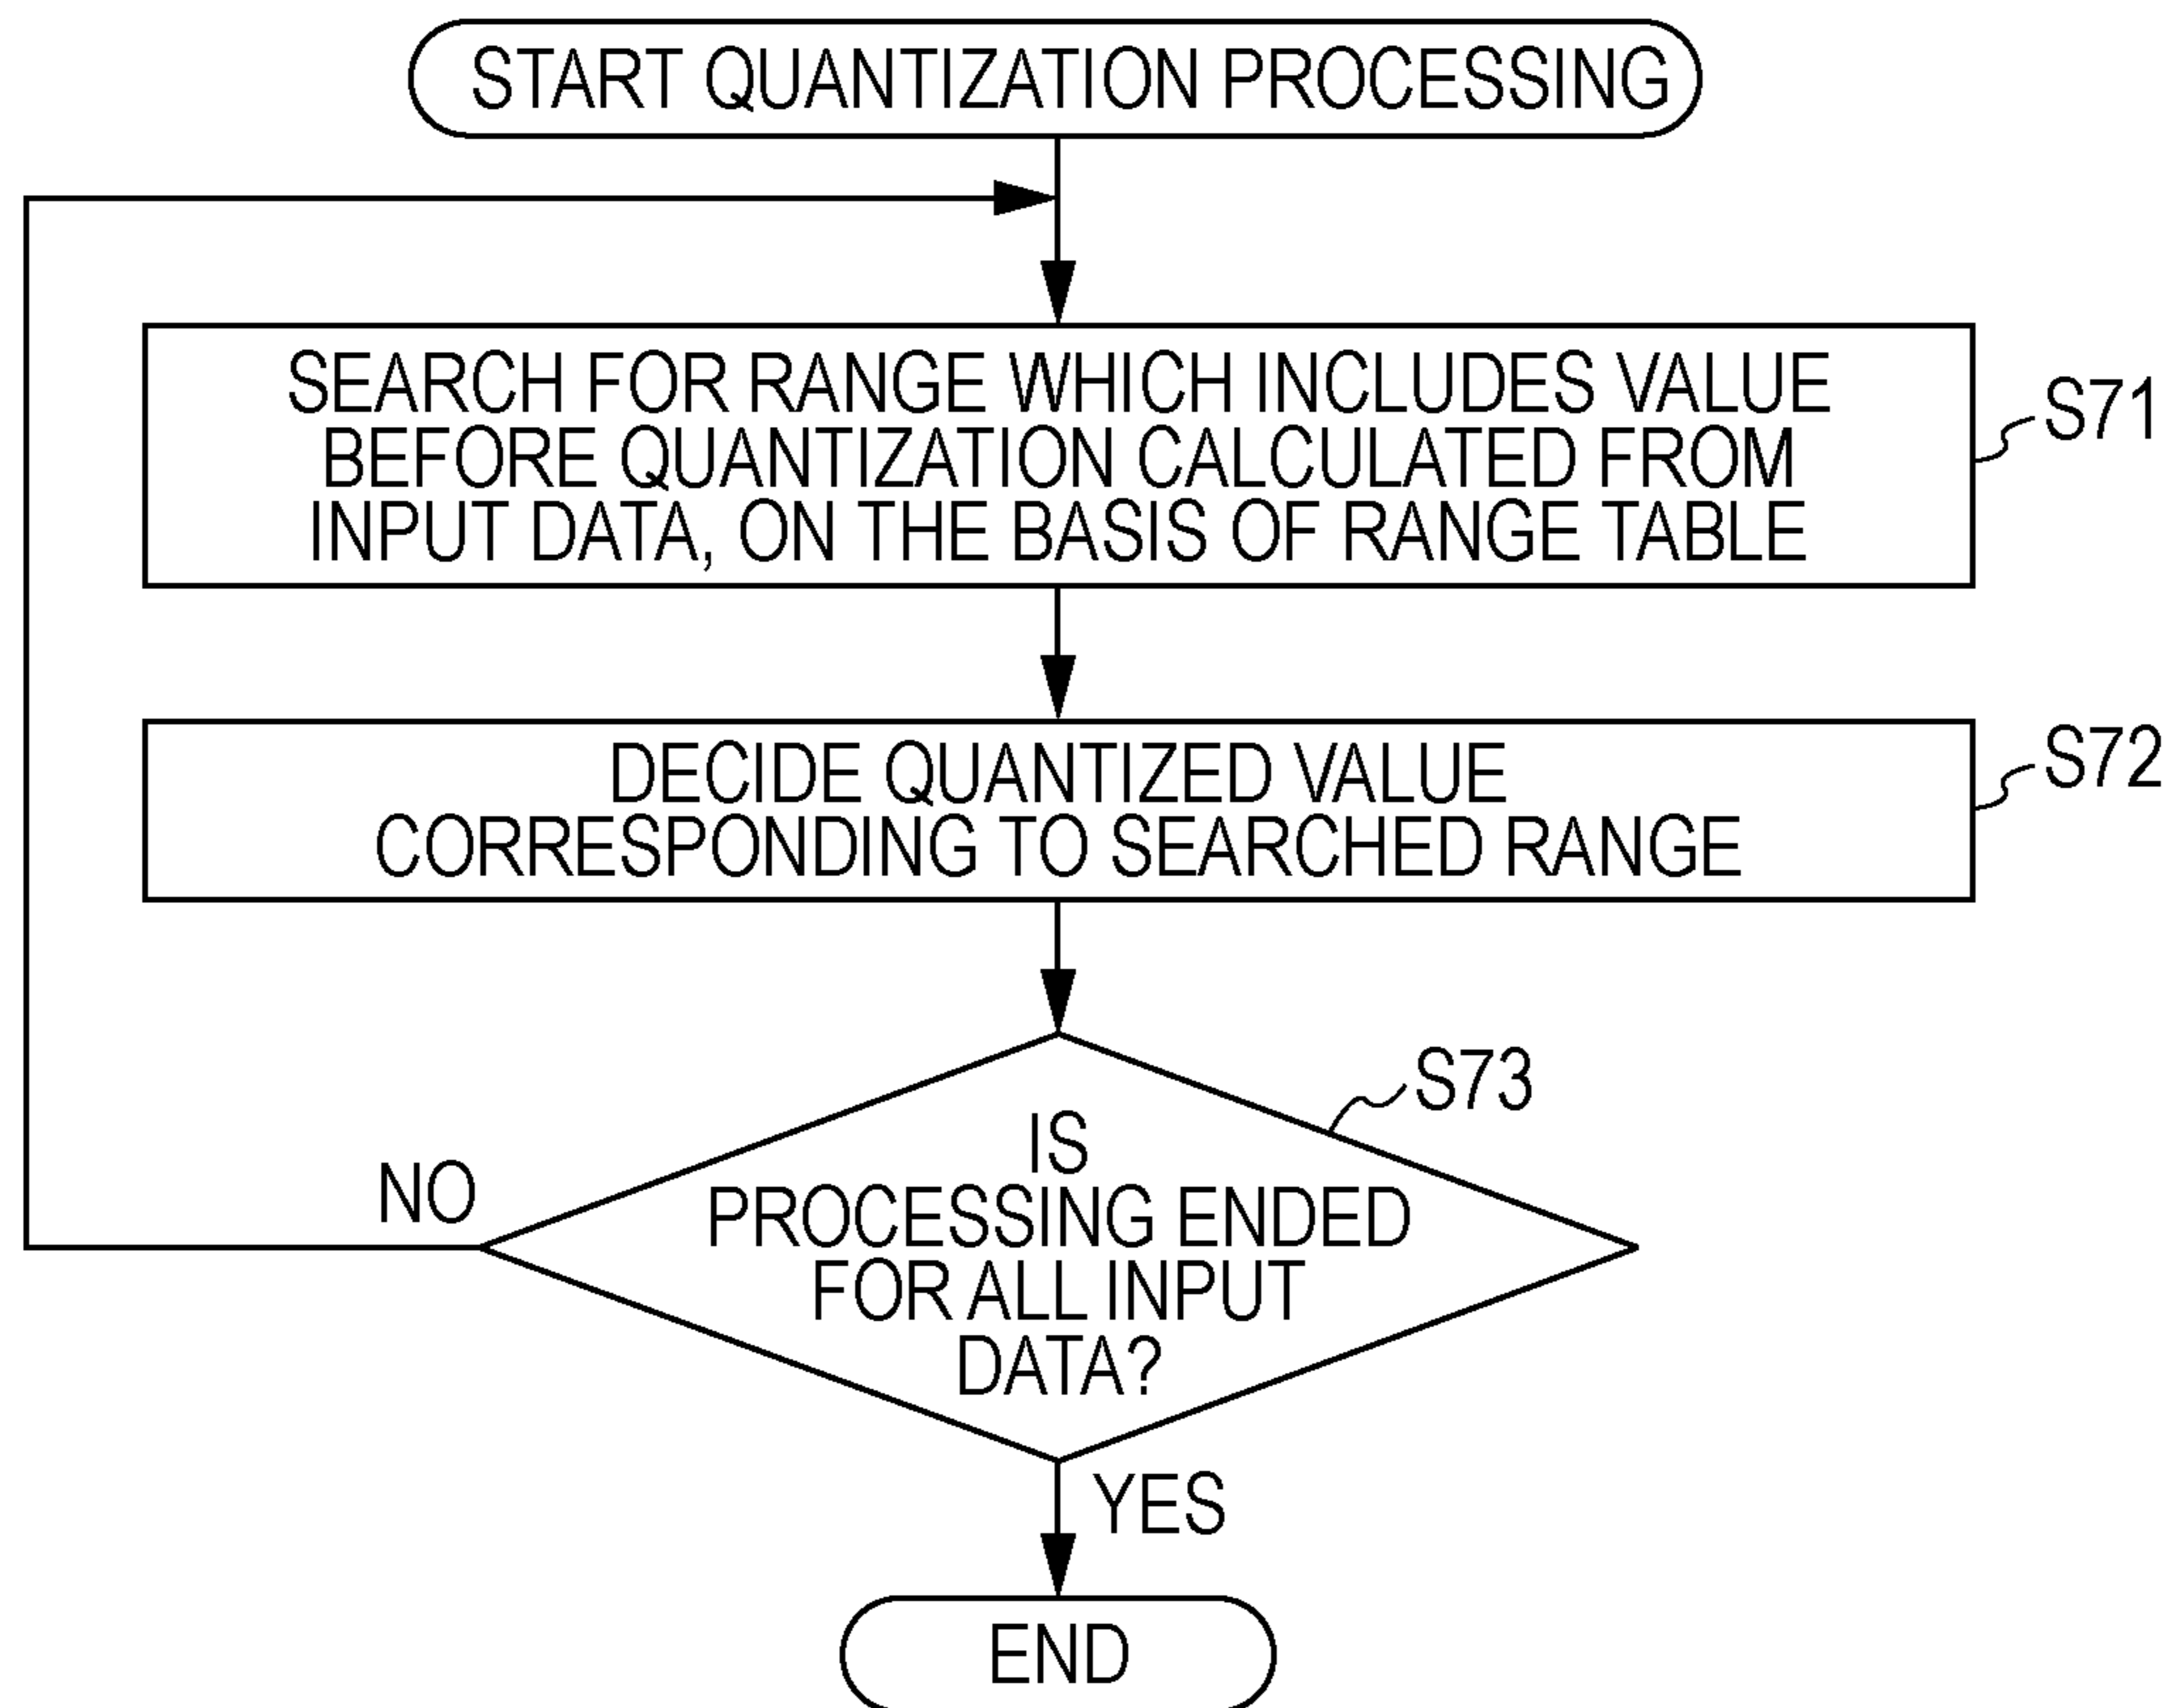 START QUANTIZATION PROCESSING
SEARCH FOR RANGE WHICH INCLUDES VALUE
BEFORE QUANTIZATION CALCULATED FROM
INPUT DATA, ON THE BASIS OF RANGE TABLE
S71
DECIDE QUANTIZED VALUE
CORRESPONDING TO SEARCHED RANGE
S72
S73
IS
PROCESSING ENDED
FOR ALL INPUT
DATA?
NO
YES
END